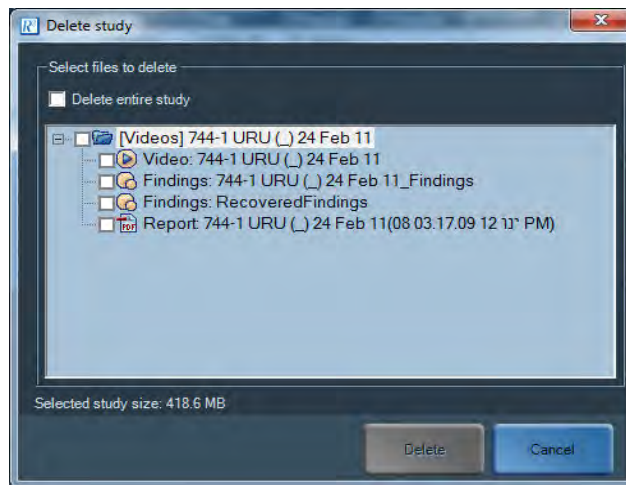 Delete study
Select files to delete
Delete entire study
[Videos] 744-1 URU (_) 24 Feb 11
Video: 744-1 URU (_) 24 Feb 11
Findings: 744-1 URU (_) 24 Feb 11_Findings
Findings: RecoveredFindings
Report: 744-1 URU (_) 24 Feb 11(08 03.17.09 12 ינו PM)
Selected study size: 418.6 MB
Delete
Cancel